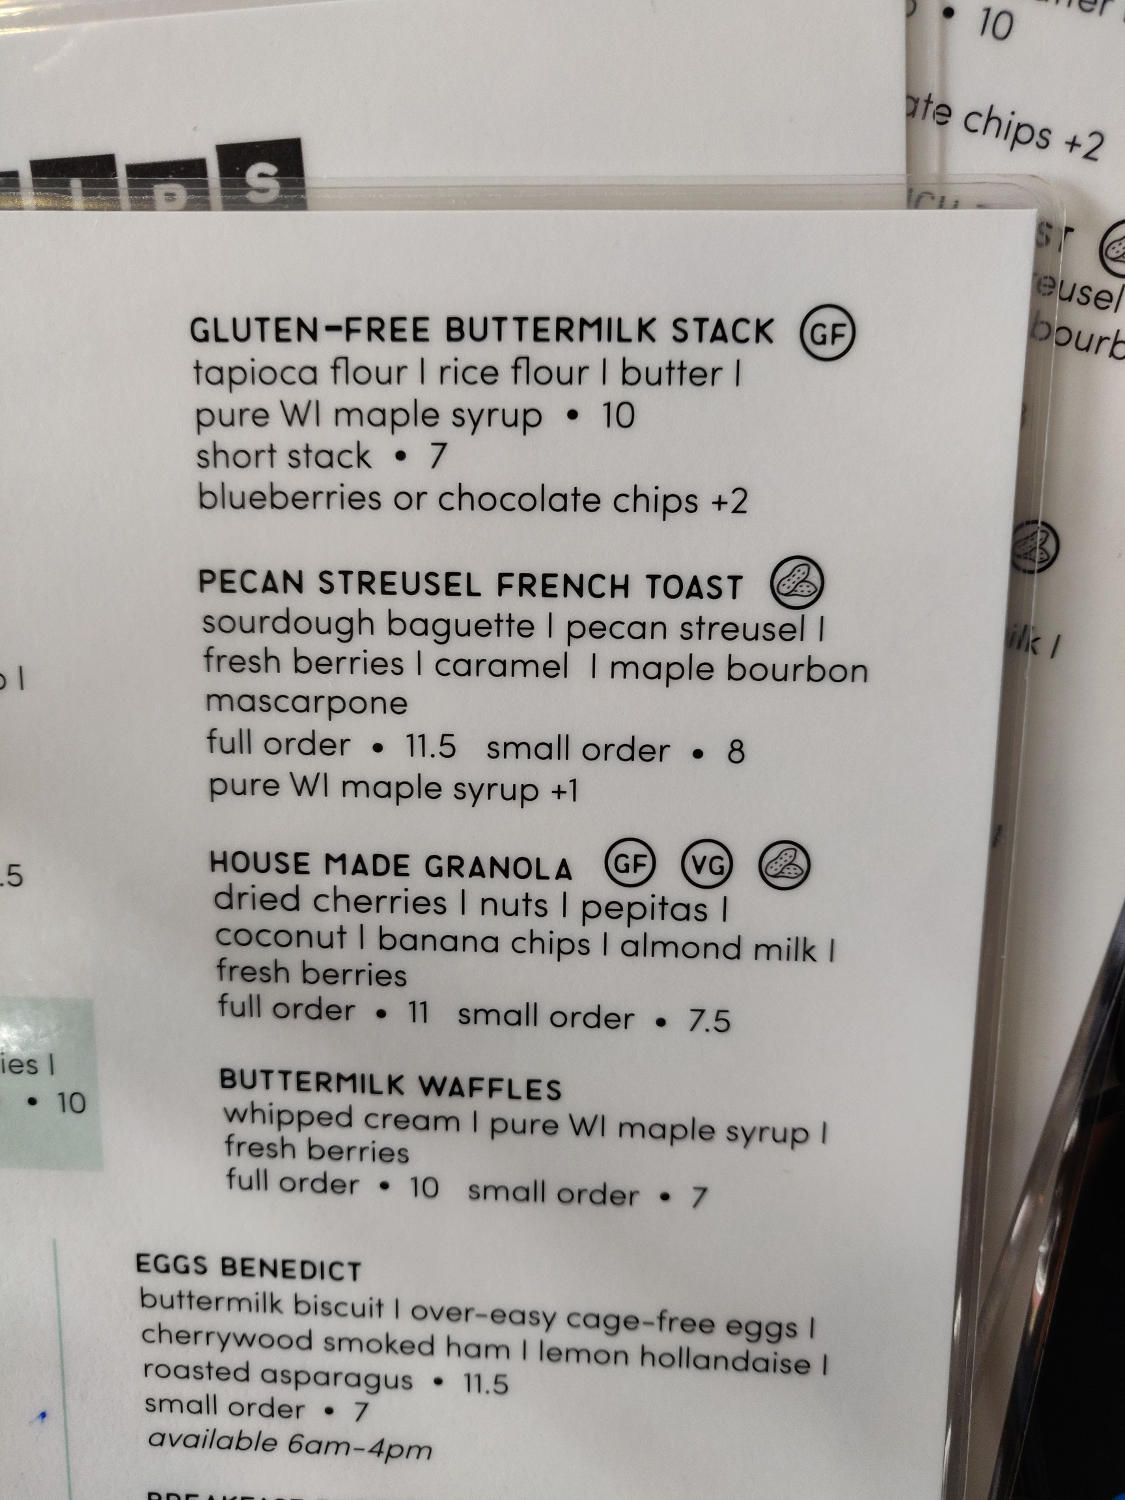 S
10
chips +2
GLUTEN-FREE BUTTERMILK STACK GF
tapioca flour | rice flour | butter |
pure WI maple syrup • 10
short stack • 7
blueberries or chocolate chips +2
PECAN STREUSEL FRENCH TOAST
sourdough baguette | pecan streusel |
fresh berries | caramel | maple bourbon
mascarpone
full order • 11.5 small order • 8
pure WI maple syrup +1
HOUSE MADE GRANOLA GF VG
dried cherries | nuts | pepitas |
coconut | banana chips | almond milk |
fresh berries
full order • 11 small order • 7.5
• 10
BUTTERMILK WAFFLES
whipped cream | pure WI maple syrup |
fresh berries
full order • 10 small order • 7
EGGS BENEDICT
buttermilk biscuit | over-easy cage-free eggs |
cherrywood smoked ham | lemon hollandaise |
roasted asparagus • 11.5
small order • 7
available 6am-4pm